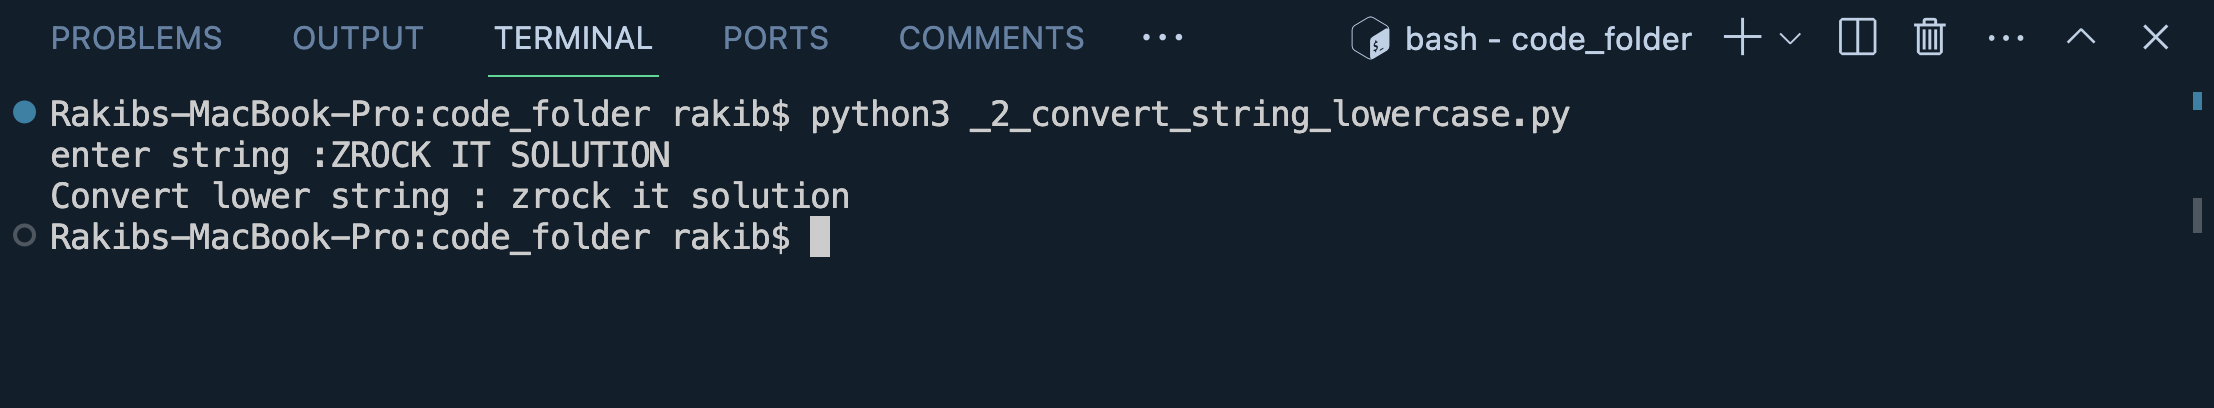 PROBLEMS OUTPUT TERMINAL PORTS COMMENTS ··· bash - code_folder
Rakibs-MacBook-Pro:code_folder rakib$ python3 _2_convert_string_lowercase.py
enter string :ZROCK IT SOLUTION
Convert lower string : zrock it solution
Rakibs-MacBook-Pro:code_folder rakib$